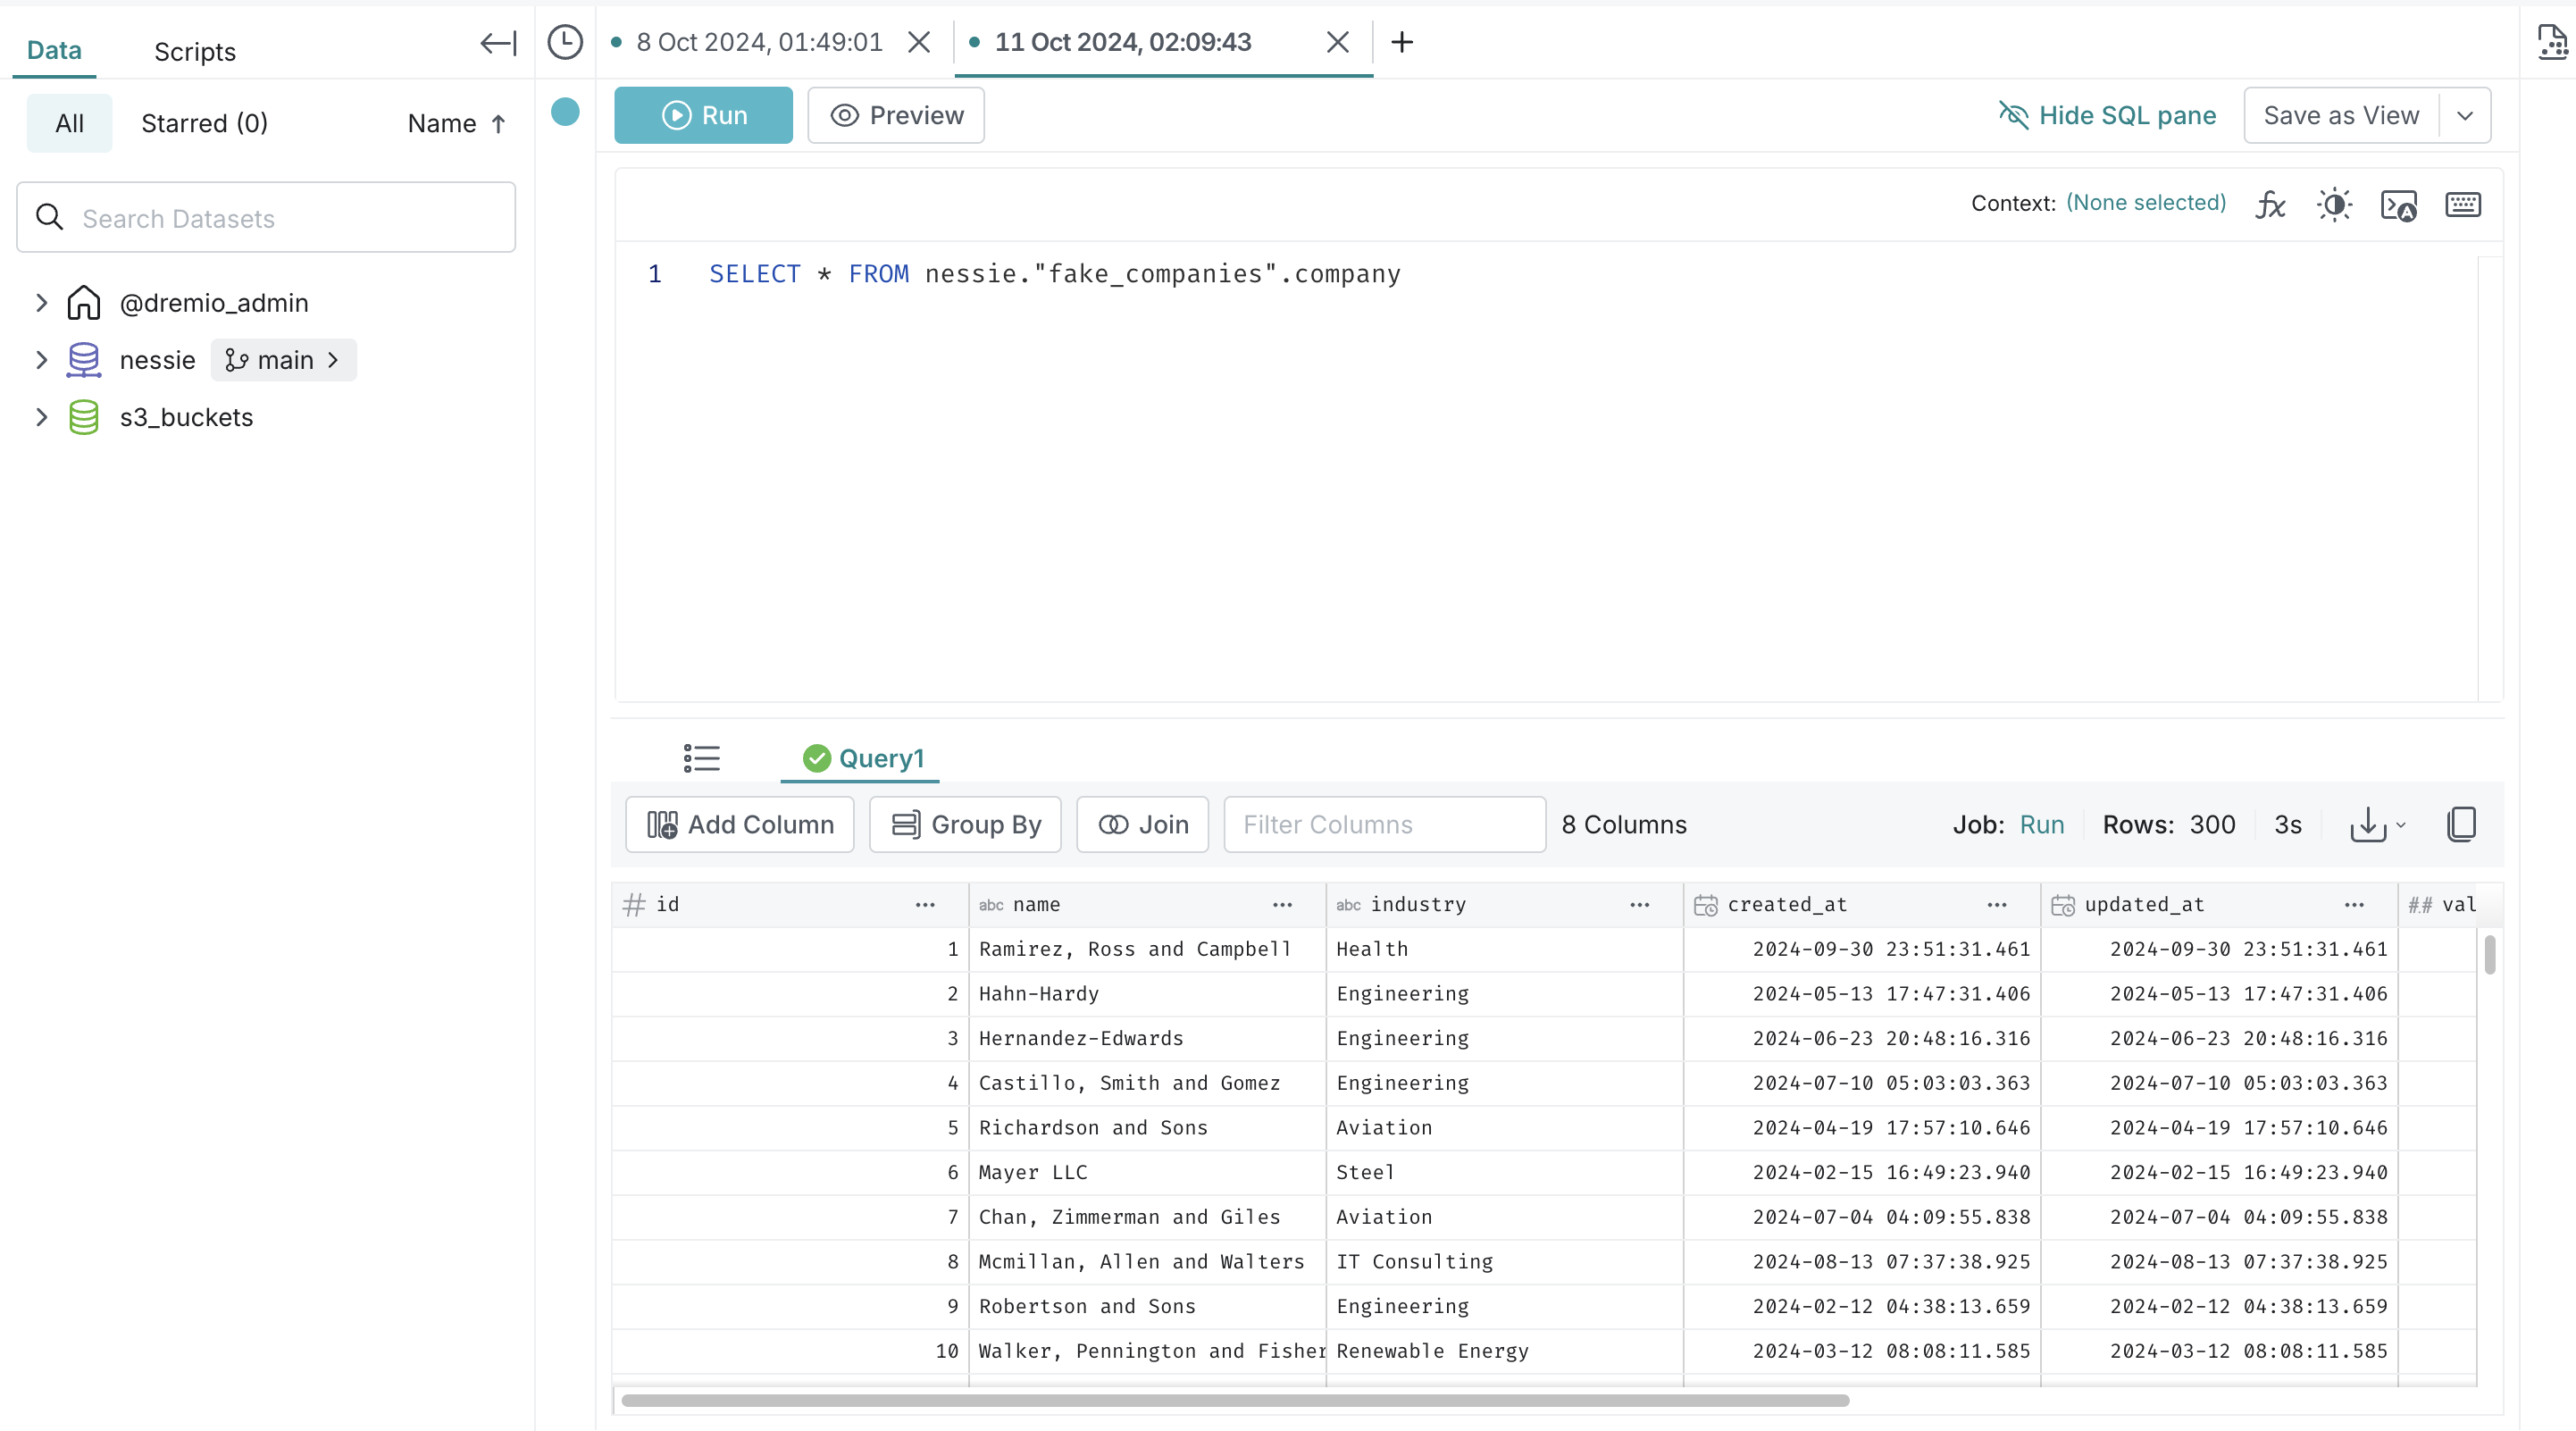 Data Scripts
8 Oct 2024, 01:49:01 11 Oct 2024, 02:09:43
All Starred (0) Name
Run Preview Hide SQL pane Save as View
Search Datasets
Context: (None selected)
1 SELECT * FROM nessie."fake_companies".company
@dremio_admin
nessie main
s3_buckets
Query1
Add Column Group By Join Filter Columns 8 Columns Job: Run Rows: 300 3s
# id ... abc name ... abc industry ... created_at ... updated_at ... ## val
1 Ramirez, Ross and Campbell Health 2024-09-30 23:51:31.461 2024-09-30 23:51:31.461
2 Hahn-Hardy Engineering 2024-05-13 17:47:31.406 2024-05-13 17:47:31.406
3 Hernandez-Edwards Engineering 2024-06-23 20:48:16.316 2024-06-23 20:48:16.316
4 Castillo, Smith and Gomez Engineering 2024-07-10 05:03:03.363 2024-07-10 05:03:03.363
5 Richardson and Sons Aviation 2024-04-19 17:57:10.646 2024-04-19 17:57:10.646
6 Mayer LLC Steel 2024-02-15 16:49:23.940 2024-02-15 16:49:23.940
7 Chan, Zimmerman and Giles Aviation 2024-07-04 04:09:55.838 2024-07-04 04:09:55.838
8 Mcmillan, Allen and Walters IT Consulting 2024-08-13 07:37:38.925 2024-08-13 07:37:38.925
9 Robertson and Sons Engineering 2024-02-12 04:38:13.659 2024-02-12 04:38:13.659
10 Walker, Pennington and Fisher Renewable Energy 2024-03-12 08:08:11.585 2024-03-12 08:08:11.585